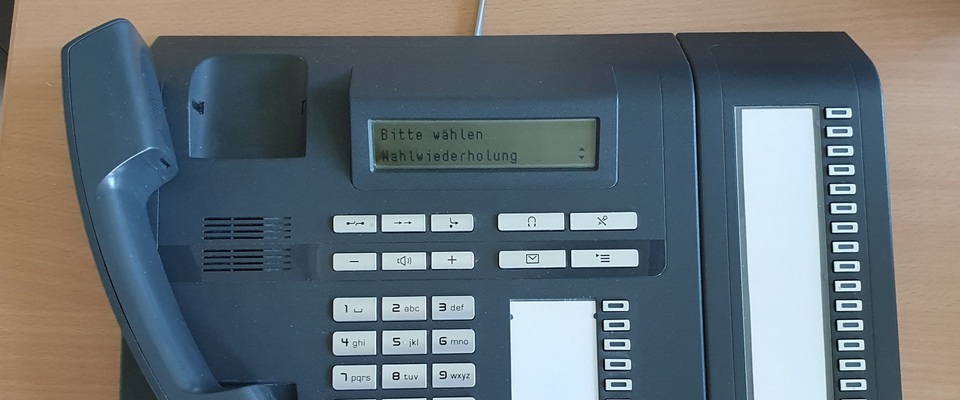 Bitte wählen
Wahlwiederholung
− +
1 2 abc 3 def
4 ghi 5 jkl 6 mno
7 pqrs 8 tuv 9 wxyz